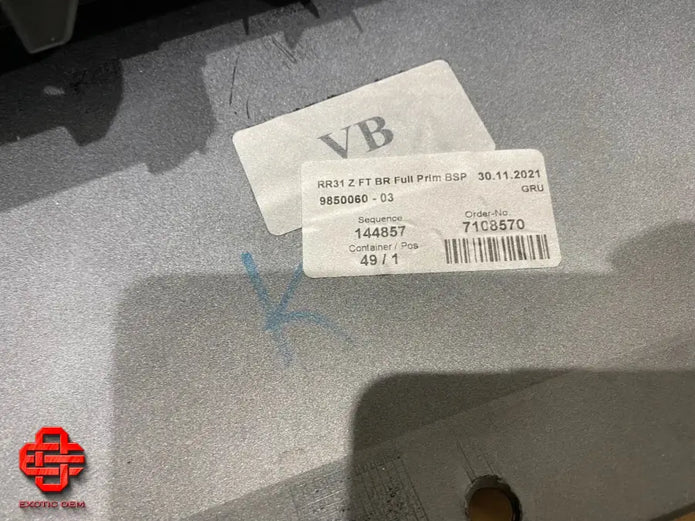 VB
RR31 Z FT BR Full Prim BSP 30.11.2021
9850060 - 03 GRU
Sequence Order-No.
144857 7108570
Container / Pos
49 / 1
K
EXOTIC OEM